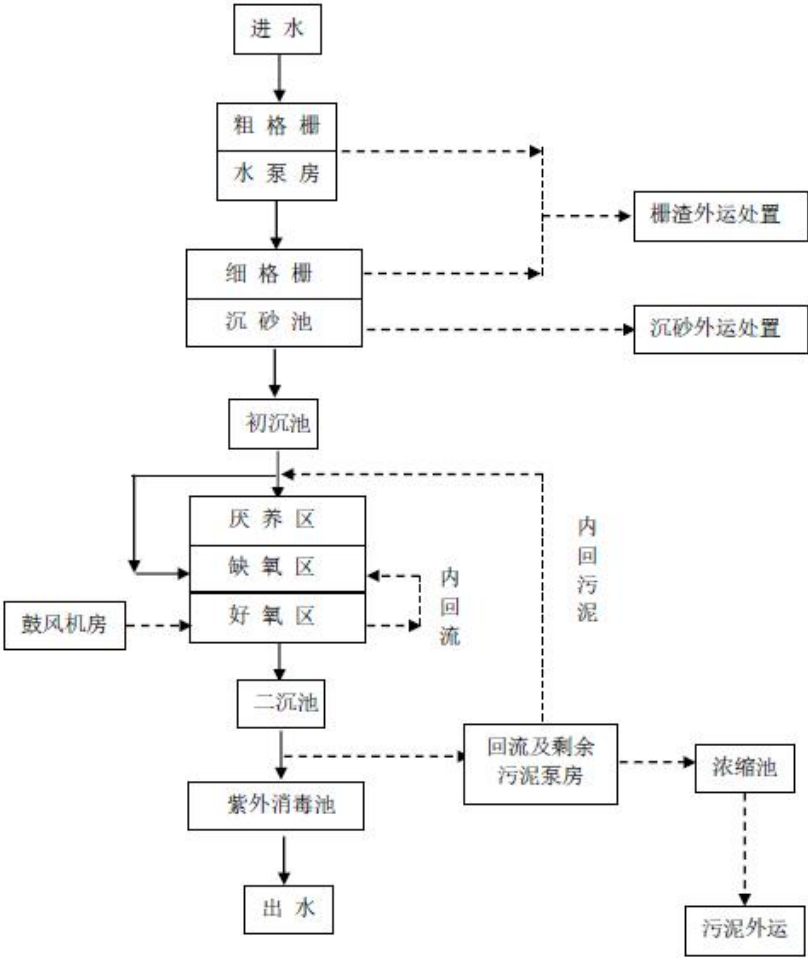 进 水
粗 格 栅
水 泵 房
栅渣外运处置
细 格 栅
沉 砂 池
沉砂外运处置
初沉池
厌 养 区
缺 氧 区
好 氧 区
内
回
流
内
回
污
泥
鼓风机房
二沉池
回流及剩余
污泥泵房
浓缩池
紫外消毒池
出 水
污泥外运